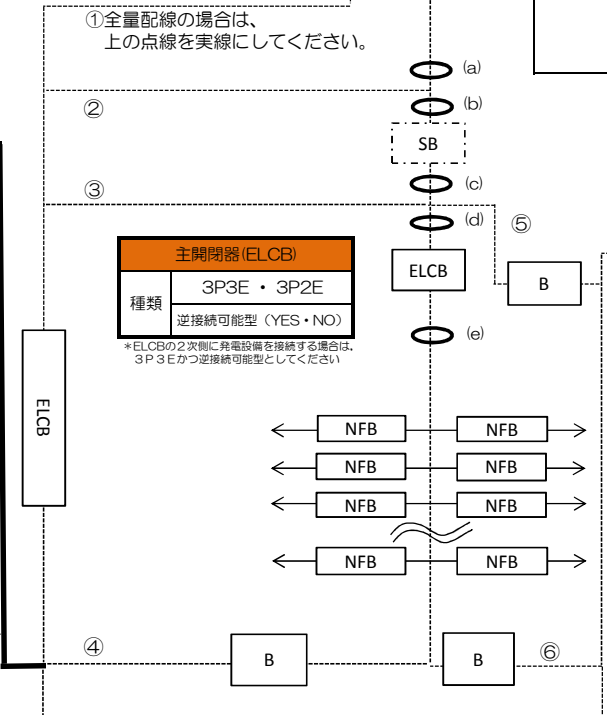 ①全量配線の場合は、
上の点線を実線にしてください。
(a)
②
(b)
SB
③
(c)
(d)
⑤
主開閉器(ELCB)
種類
3P3E ・ 3P2E
逆接続可能型（YES・NO）
ELCB
B
*ELCBの２次側に発電設備を接続する場合は、
３Ｐ３Ｅかつ逆接続可能型としてください
(e)
ELCB
NFB
NFB
NFB
NFB
NFB
NFB
NFB
NFB
④
B
B
⑥